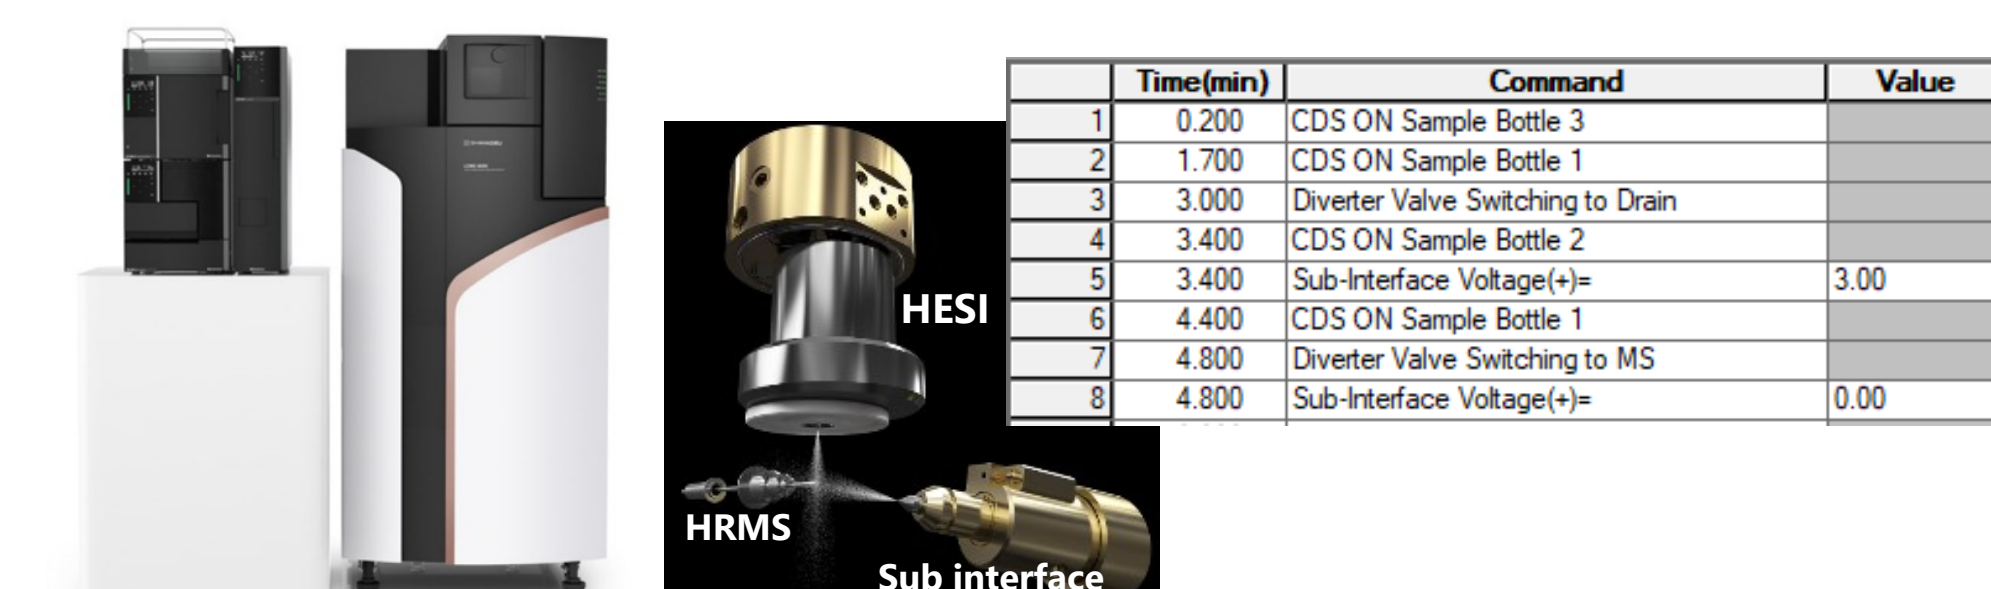 SHIMADZU
Time(min) Command Value
1 0.200 CDS ON Sample Bottle 3
2 1.700 CDS ON Sample Bottle 1
3 3.000 Diverter Valve Switching to Drain
4 3.400 CDS ON Sample Bottle 2
5 3.400 Sub-Interface Voltage(+)= 3.00
6 4.400 CDS ON Sample Bottle 1
7 4.800 Diverter Valve Switching to MS
8 4.800 Sub-Interface Voltage(+)= 0.00
HESI
HRMS
Sub interface